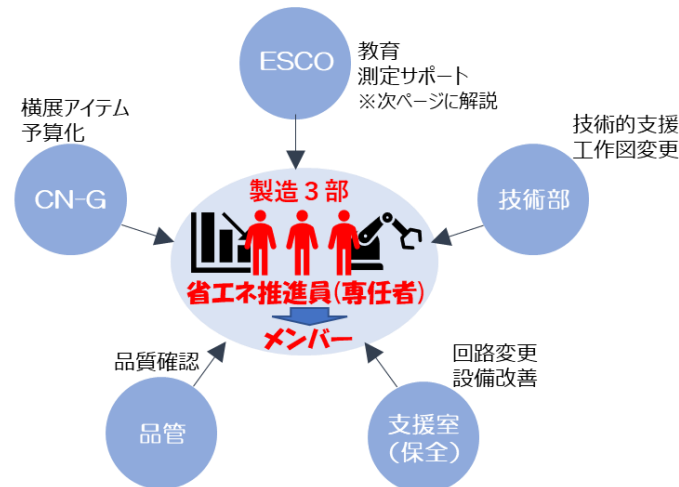 ESCO
教育
測定サポート
※次ページに解説
横展アイテム
予算化
CN-G
技術的支援
工作図変更
技術部
製造３部
省エネ推進員(専任者)
メンバー
品質確認
品管
回路変更
設備改善
支援室
(保全)